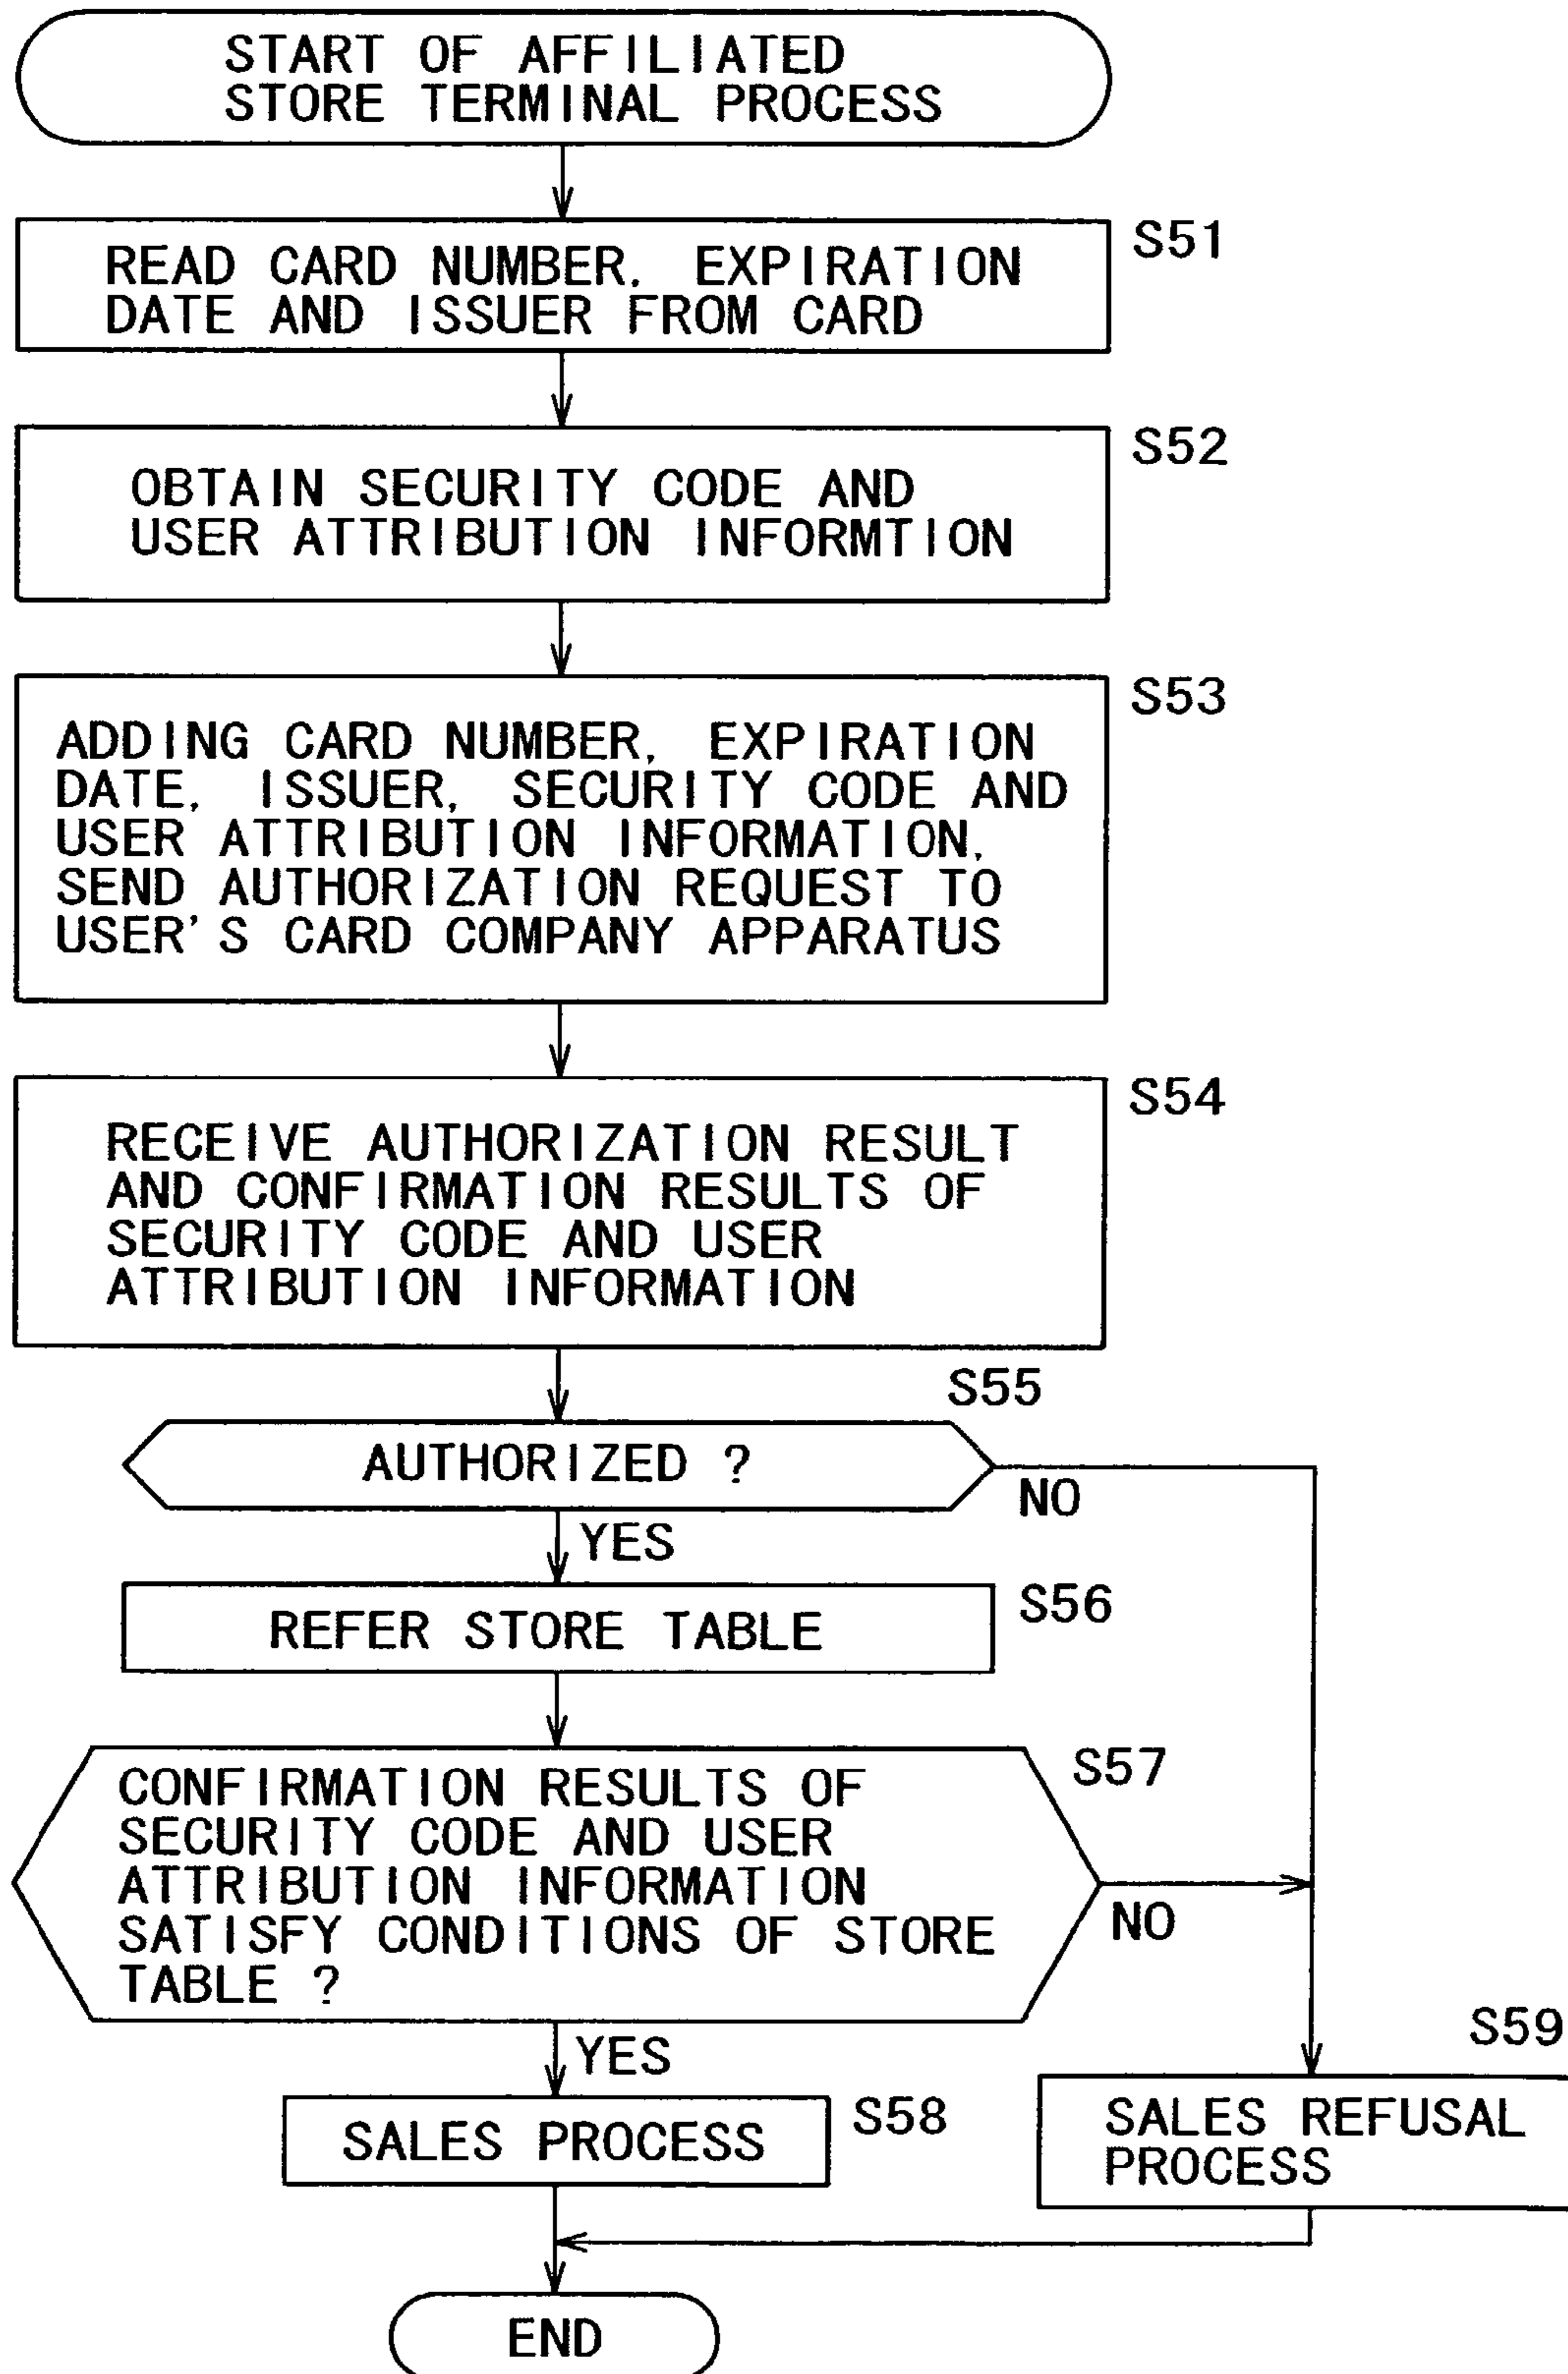 START OF AFFILIATED
STORE TERMINAL PROCESS
READ CARD NUMBER, EXPIRATION
DATE AND ISSUER FROM CARD
S51
OBTAIN SECURITY CODE AND
USER ATTRIBUTION INFORMTION
S52
ADDING CARD NUMBER, EXPIRATION
DATE, ISSUER, SECURITY CODE AND
USER ATTRIBUTION INFORMATION,
SEND AUTHORIZATION REQUEST TO
USER'S CARD COMPANY APPARATUS
S53
RECEIVE AUTHORIZATION RESULT
AND CONFIRMATION RESULTS OF
SECURITY CODE AND USER
ATTRIBUTION INFORMATION
S54
S55
AUTHORIZED ?
NO
YES
REFER STORE TABLE
S56
CONFIRMATION RESULTS OF
SECURITY CODE AND USER
ATTRIBUTION INFORMATION
SATISFY CONDITIONS OF STORE
TABLE ?
S57
NO
YES
SALES PROCESS
S58
S59
SALES REFUSAL
PROCESS
END